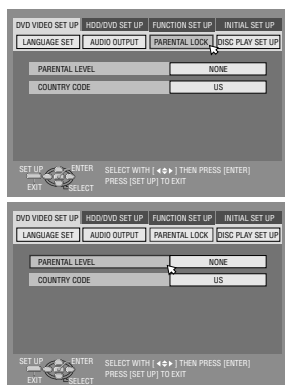 DVD VIDEO SET UP HDD/DVD SET UP FUNCTION SET UP INITIAL SET UP
LANGUAGE SET AUDIO OUTPUT PARENTAL LOCK DISC PLAY SET UP
PARENTAL LEVEL NONE
COUNTRY CODE US
SET UP ENTER SELECT WITH [ ] THEN PRESS [ENTER]
EXIT SELECT PRESS [SET UP] TO EXIT
DVD VIDEO SET UP HDD/DVD SET UP FUNCTION SET UP INITIAL SET UP
LANGUAGE SET AUDIO OUTPUT PARENTAL LOCK DISC PLAY SET UP
PARENTAL LEVEL NONE
COUNTRY CODE US
SET UP ENTER SELECT WITH [ ] THEN PRESS [ENTER]
EXIT SELECT PRESS [SET UP] TO EXIT